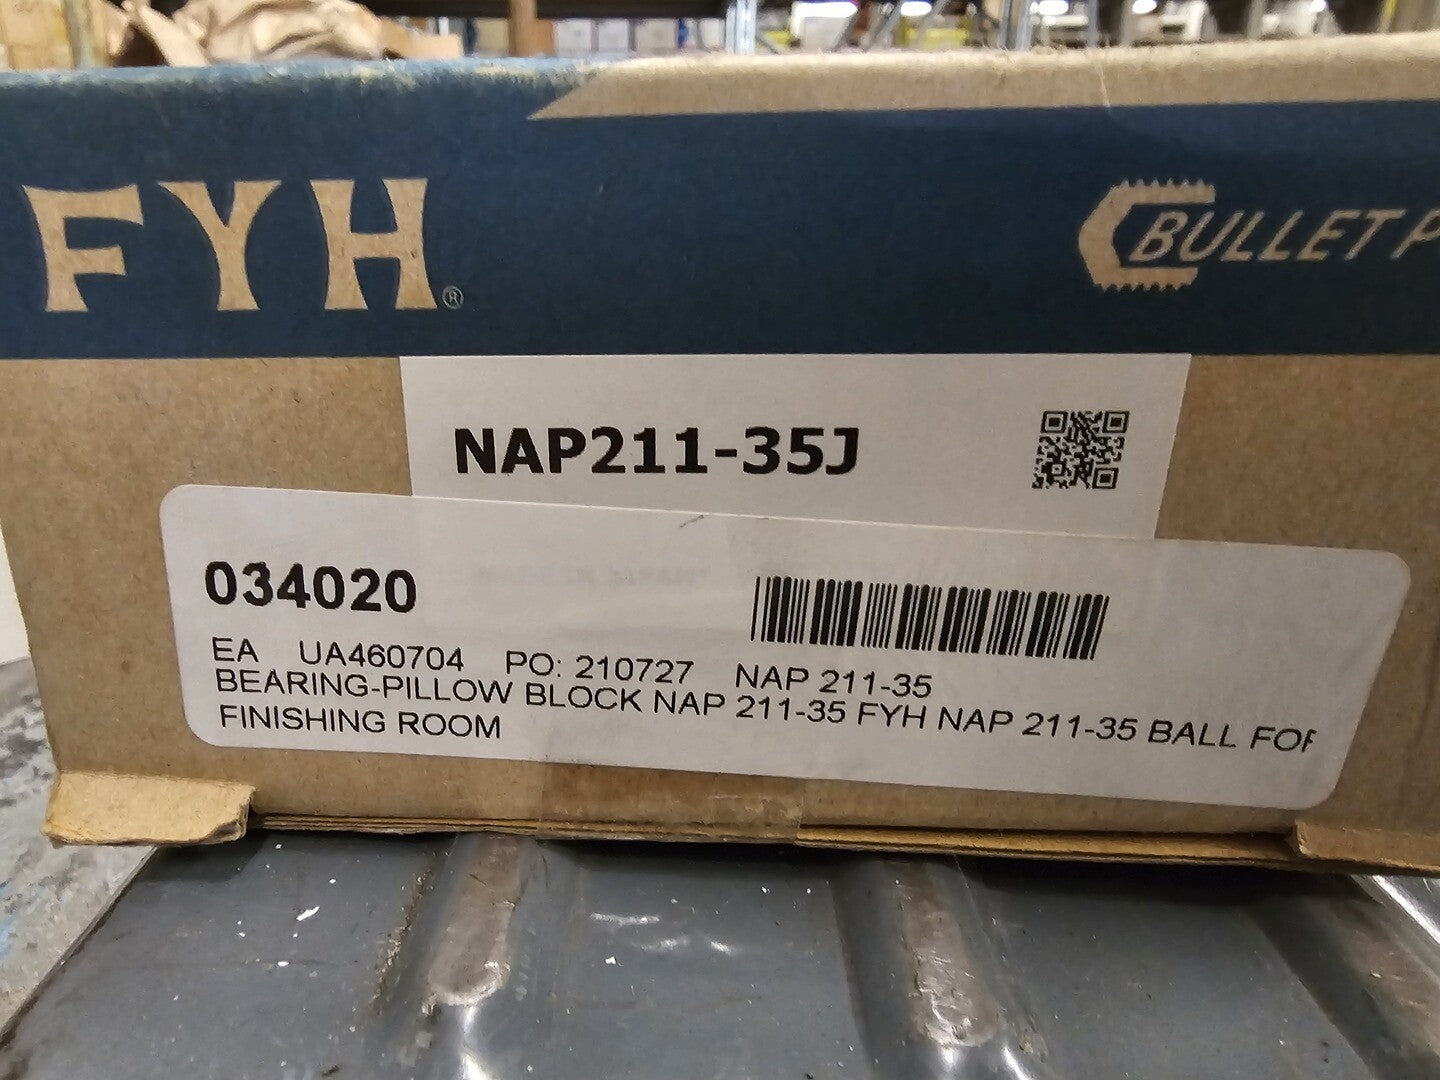 FYH®
BULLET P
NAP211-35J
034020
EA UA460704 PO: 210727 NAP 211-35
BEARING-PILLOW BLOCK NAP 211-35 FYH NAP 211-35 BALL FOR
FINISHING ROOM